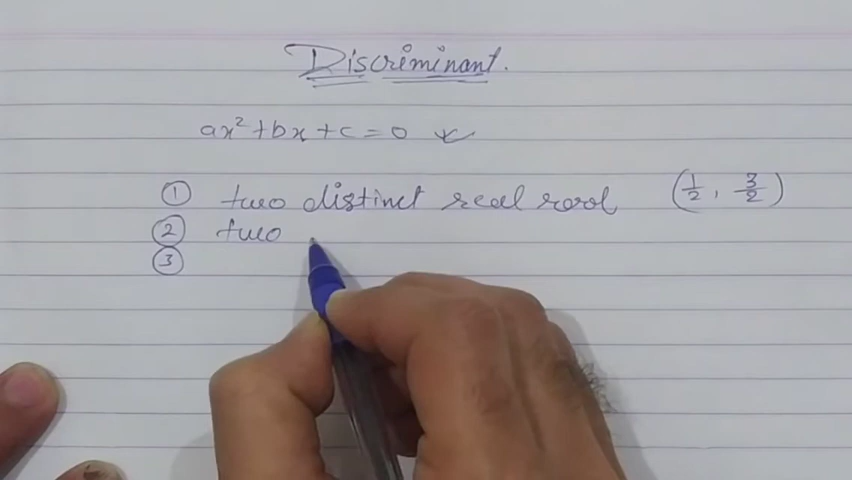 Discriminant.
ax² + bx + c = 0
① two distinct real root (1/2, 3/2)
② two
③